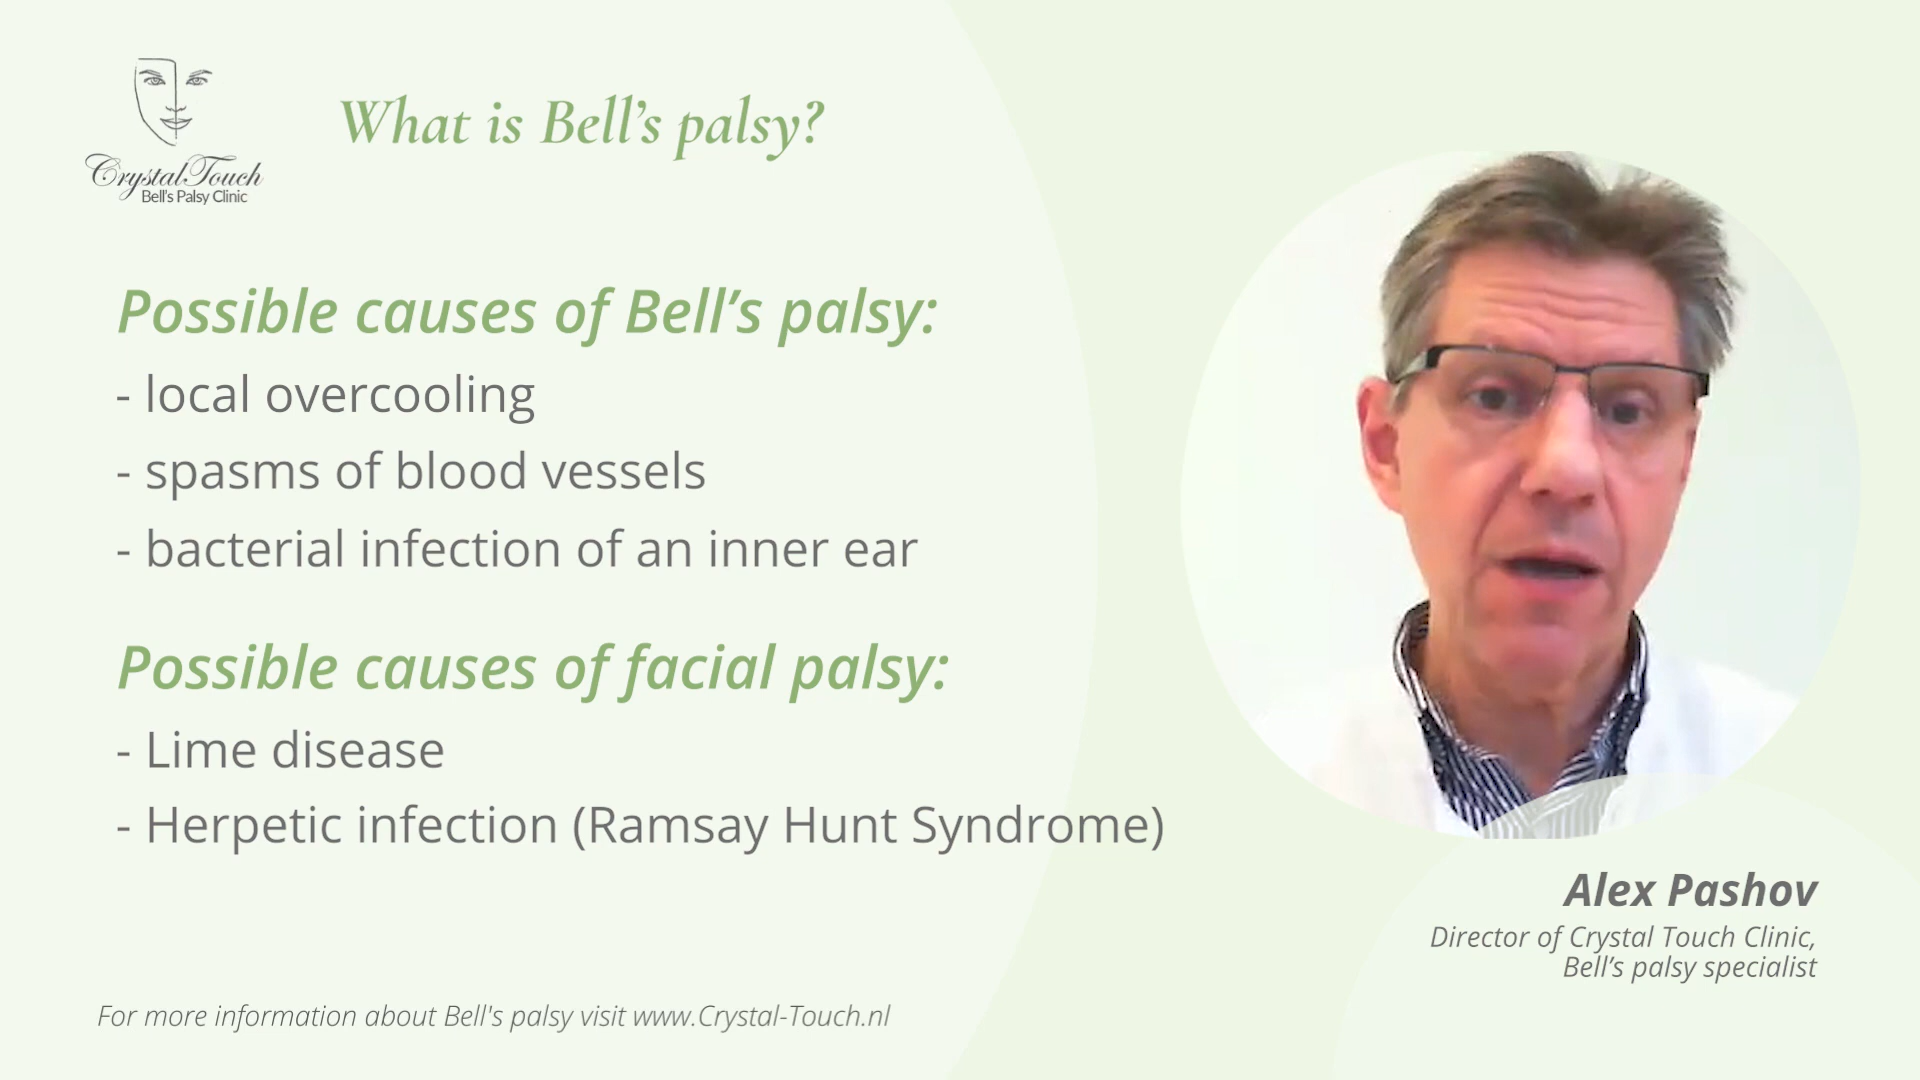 Crystal Touch
Bell's Palsy Clinic
What is Bell's palsy?
Possible causes of Bell's palsy:
- local overcooling
- spasms of blood vessels
- bacterial infection of an inner ear
Possible causes of facial palsy:
- Lime disease
- Herpetic infection (Ramsay Hunt Syndrome)
Alex Pashov
Director of Crystal Touch Clinic,
Bell's palsy specialist
For more information about Bell's palsy visit www.Crystal-Touch.nl